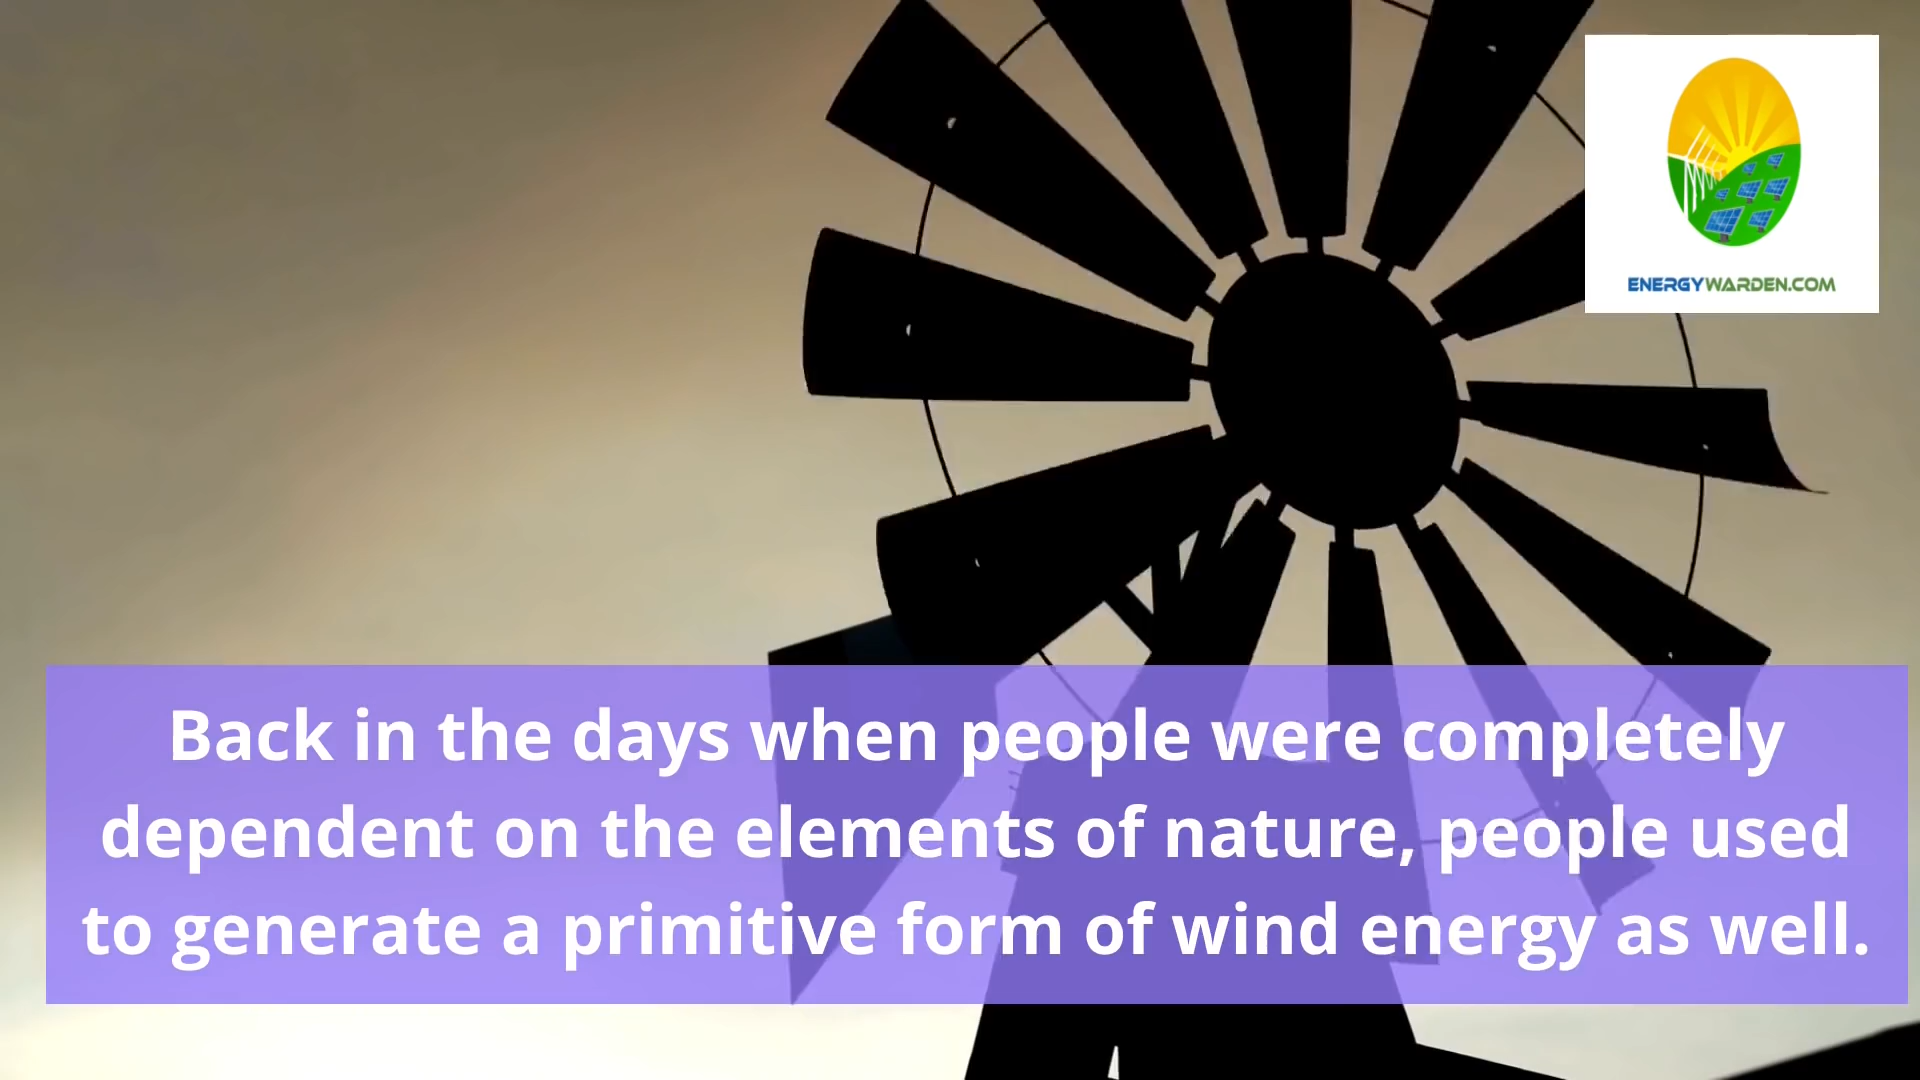 ENERGYWARDEN.COM
Back in the days when people were completely
dependent on the elements of nature, people used
to generate a primitive form of wind energy as well.